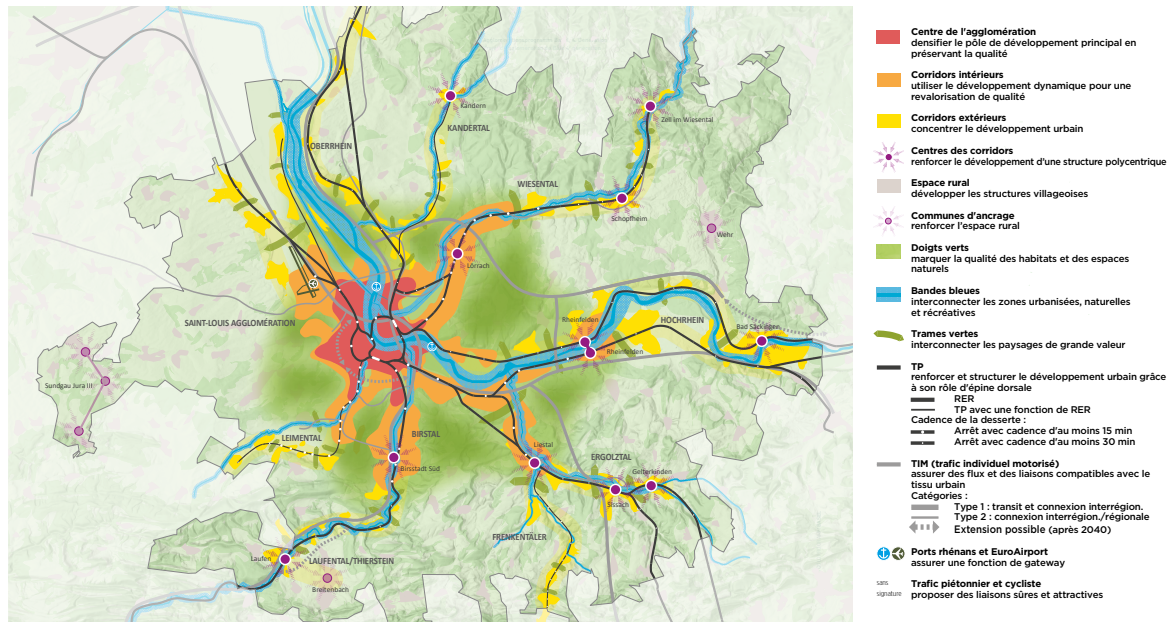 Kandern
KANDERTAL
Zell im Wiesental
OBERRHEIN
WIESENTAL
Schopfheim
Wehr
Lörrach
SAINT-LOUIS AGGLOMÉRATION
HOCHRHEIN
Rheinfelden
Bad Säckingen
Rheinfelden
Sundgau Jura III
LEIMENTAL
BIRSTAL
Birsstadt Süd
Liestal
ERGOLZTAL
Gelterkinden
Sissach
FRENKENTÄLER
Laufen
LAUFENTAL/THIERSTEIN
Breitenbach
Centre de l'agglomération
densifier le pôle de développement principal en
préservant la qualité
Corridors intérieurs
utiliser le développement dynamique pour une
revalorisation de qualité
Corridors extérieurs
concentrer le développement urbain
Centres des corridors
renforcer le développement d'une structure polycentrique
Espace rural
développer les structures villageoises
Communes d'ancrage
renforcer l'espace rural
Doigts verts
marquer la qualité des habitats et des espaces
naturels
Bandes bleues
interconnecter les zones urbanisées, naturelles
et récréatives
Trames vertes
interconnecter les paysages de grande valeur
TP
renforcer et structurer le développement urbain grâce
à son rôle d'épine dorsale
RER
TP avec une fonction de RER
Cadence de la desserte :
Arrêt avec cadence d'au moins 15 min
Arrêt avec cadence d'au moins 30 min
TIM (trafic individuel motorisé)
assurer des flux et des liaisons compatibles avec le
tissu urbain
Catégories :
Type 1 : transit et connexion interrégion.
Type 2 : connexion interrégion./régionale
Extension possible (après 2040)
Ports rhénans et EuroAirport
assurer une fonction de gateway
sans
signature
Trafic piétonnier et cycliste
proposer des liaisons sûres et attractives